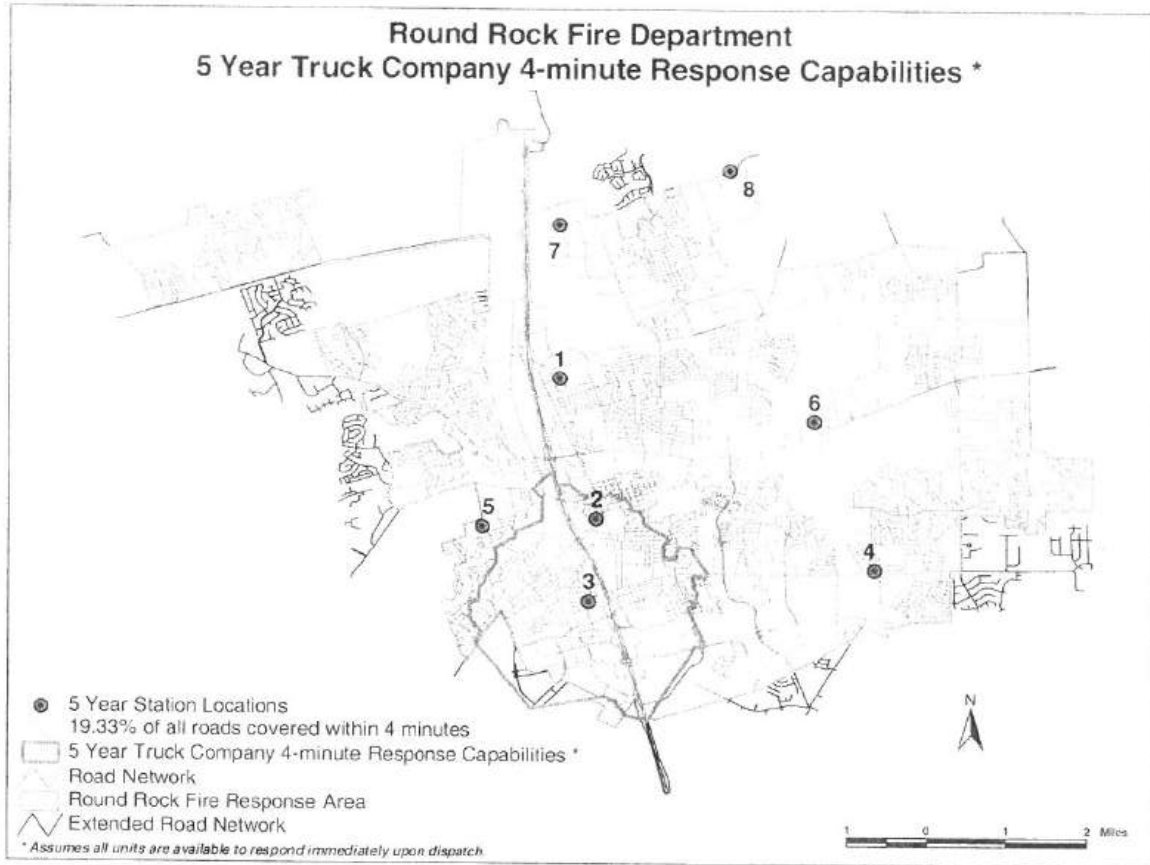 Round Rock Fire Department
5 Year Truck Company 4-minute Response Capabilities *
8
7
1
6
2
5
4
3
5 Year Station Locations
19.33% of all roads covered within 4 minutes
5 Year Truck Company 4-minute Response Capabilities *
Road Network
Round Rock Fire Response Area
Extended Road Network
* Assumes all units are available to respond immediately upon dispatch.
N
1 0 1 2 Miles